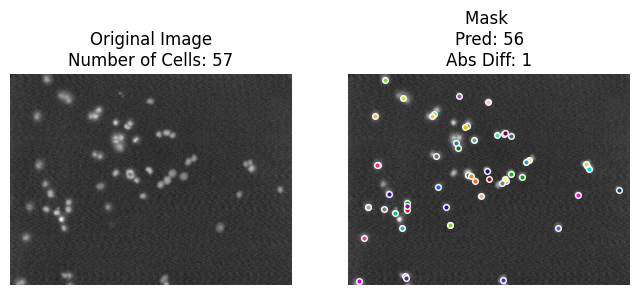 Original Image
Number of Cells: 57
Mask
Pred: 56
Abs Diff: 1